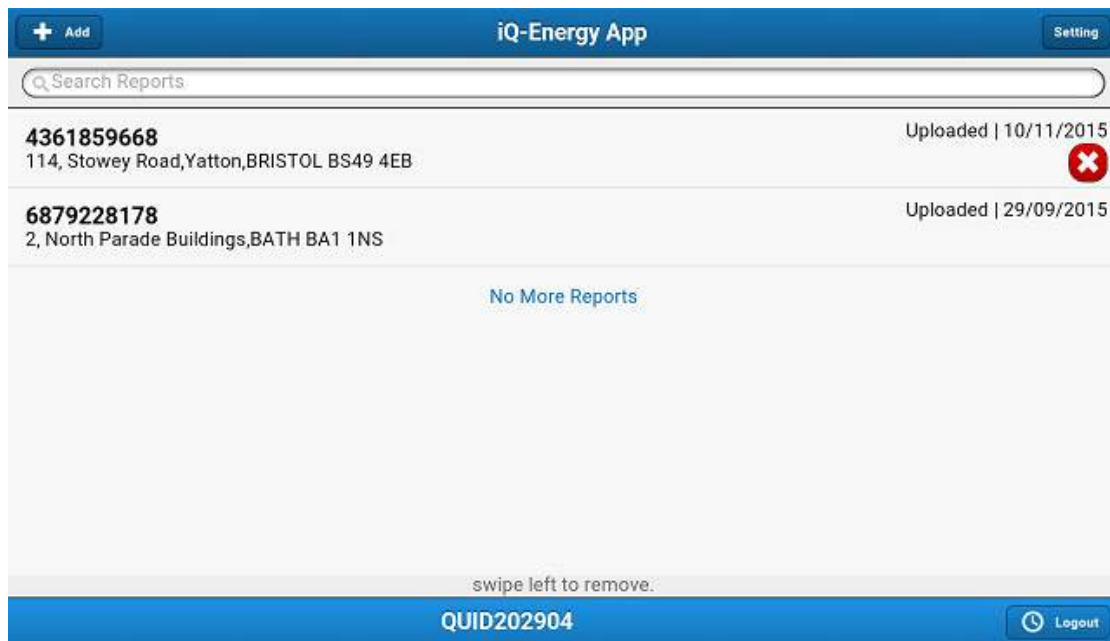 Add
iQ-Energy App
Setting
Search Reports
4361859668
Uploaded | 10/11/2015
114, Stowey Road,Yatton,BRISTOL BS49 4EB
6879228178
Uploaded | 29/09/2015
2, North Parade Buildings,BATH BA1 1NS
No More Reports
swipe left to remove.
QUID202904
Logout